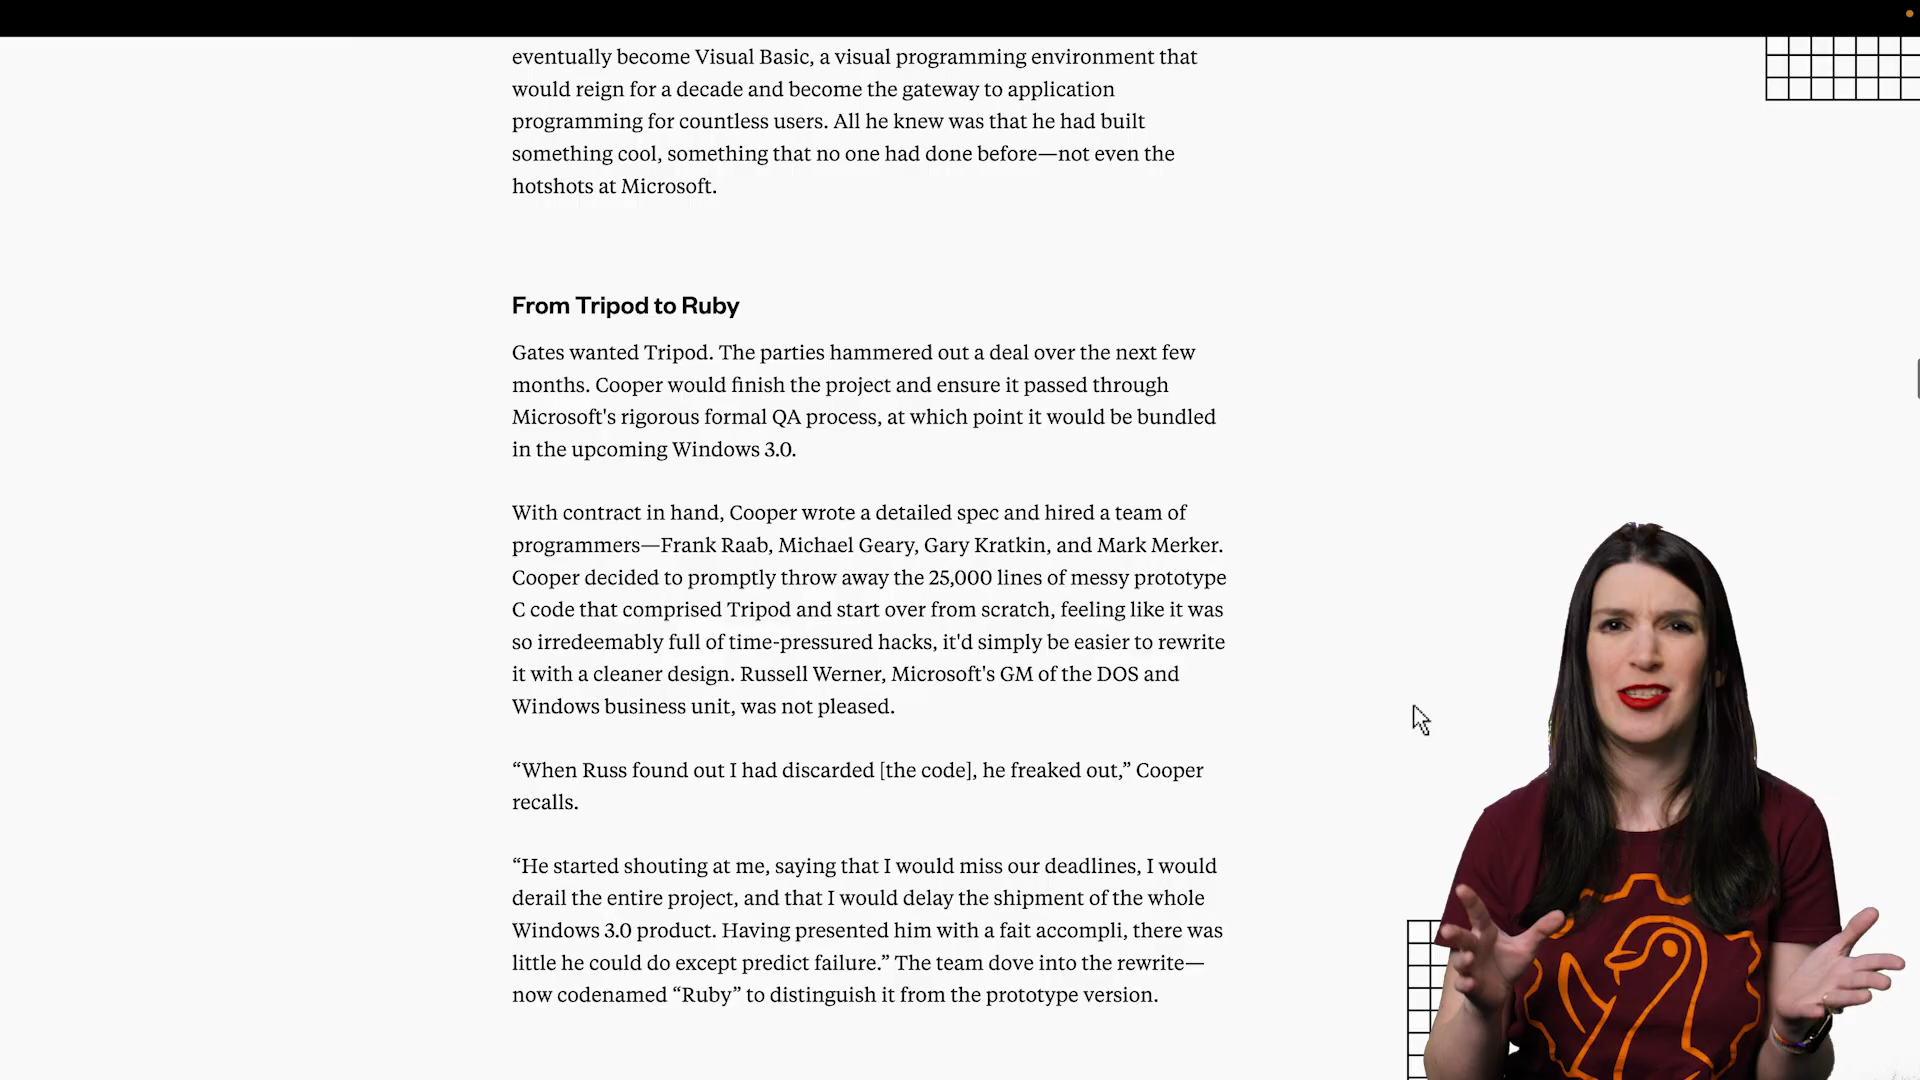 eventually become Visual Basic, a visual programming environment that
would reign for a decade and become the gateway to application
programming for countless users. All he knew was that he had built
something cool, something that no one had done before—not even the
hotshots at Microsoft.
From Tripod to Ruby
Gates wanted Tripod. The parties hammered out a deal over the next few
months. Cooper would finish the project and ensure it passed through
Microsoft's rigorous formal QA process, at which point it would be bundled
in the upcoming Windows 3.0.
With contract in hand, Cooper wrote a detailed spec and hired a team of
programmers—Frank Raab, Michael Geary, Gary Kratkin, and Mark Merker.
Cooper decided to promptly throw away the 25,000 lines of messy prototype
C code that comprised Tripod and start over from scratch, feeling like it was
so irredeemably full of time-pressured hacks, it'd simply be easier to rewrite
it with a cleaner design. Russell Werner, Microsoft's GM of the DOS and
Windows business unit, was not pleased.
“When Russ found out I had discarded [the code], he freaked out,” Cooper
recalls.
“He started shouting at me, saying that I would miss our deadlines, I would
derail the entire project, and that I would delay the shipment of the whole
Windows 3.0 product. Having presented him with a fait accompli, there was
little he could do except predict failure.” The team dove into the rewrite—
now codenamed “Ruby” to distinguish it from the prototype version.